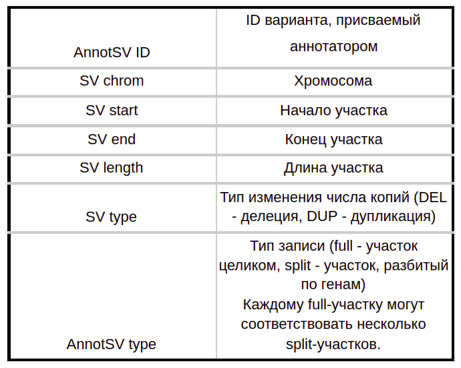 AnnotSV ID
ID варианта, присваемый
аннотатором
SV chrom
Хромосома
SV start
Начало участка
SV end
Конец участка
SV length
Длина участка
SV type
Тип изменения числа копий (DEL
- делеция, DUP - дупликация)
AnnotSV type
Тип записи (full - участок
целиком, split - участок, разбитый
по генам)
Каждому full-участку могут
соответствовать несколько
split-участков.